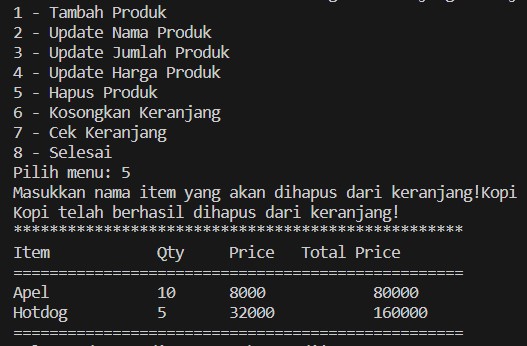 1 - Tambah Produk
2 - Update Nama Produk
3 - Update Jumlah Produk
4 - Update Harga Produk
5 - Hapus Produk
6 - Kosongkan Keranjang
7 - Cek Keranjang
8 - Selesai
Pilih menu: 5
Masukkan nama item yang akan dihapus dari keranjang!Kopi
Kopi telah berhasil dihapus dari keranjang!
**************************************************
Item Qty Price Total Price
==================================================
Apel 10 8000 80000
Hotdog 5 32000 160000
==================================================